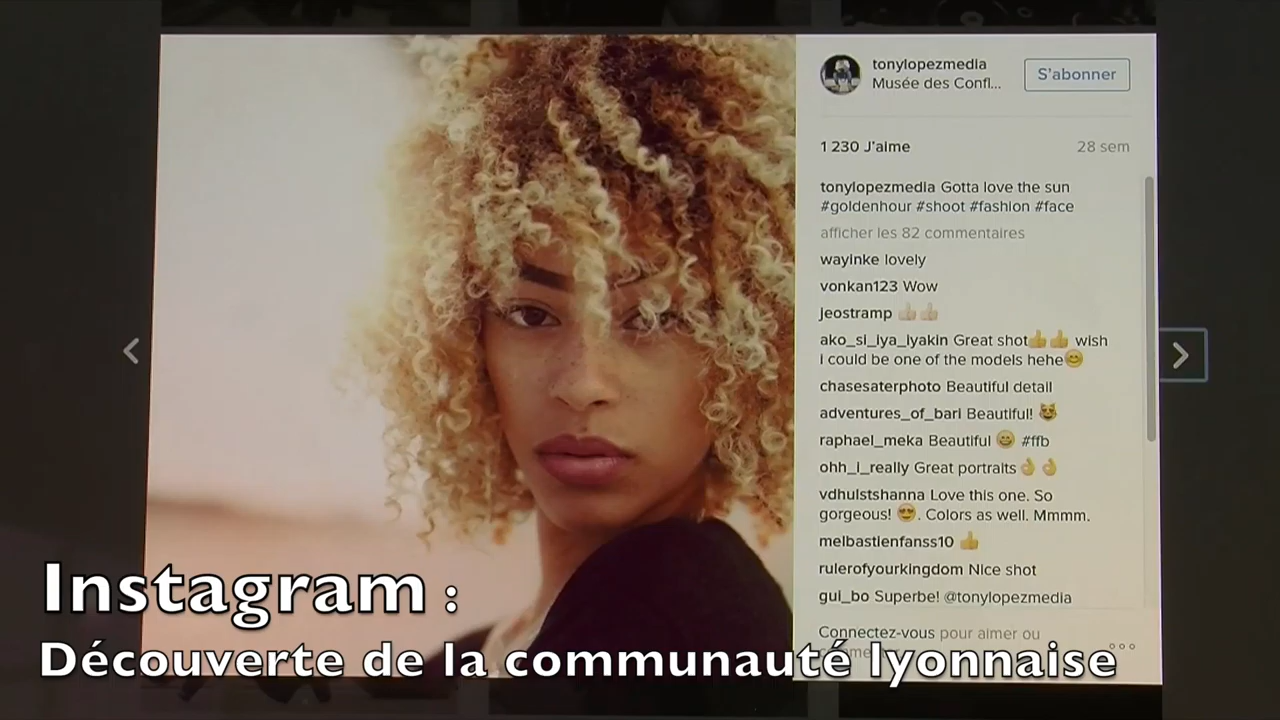 tonylopezmedia
Musée des Confl...
S'abonner
1 230 J'aime
28 sem
tonylopezmedia Gotta love the sun
#goldenhour #shoot #fashion #face
afficher les 82 commentaires
wayinke lovely
vonkan123 Wow
jeostramp 👍🏻👍🏻
ako_si_iya_iyakin Great shot👍👍 wish
i could be one of the models hehe😊
chasesaterphoto Beautiful detail
adventures_of_bari Beautiful! 😻
raphael_meka Beautiful 😄 #ffb
ohh_i_really Great portraits👌👌
vdhulstshanna Love this one. So
gorgeous! 😍. Colors as well. Mmmm.
melbastienfanss10 👍
rulerofyourkingdom Nice shot
gui_bo Superbe! @tonylopezmedia
Connectez-vous pour aimer ou
Instagram :
Découverte de la communauté lyonnaise